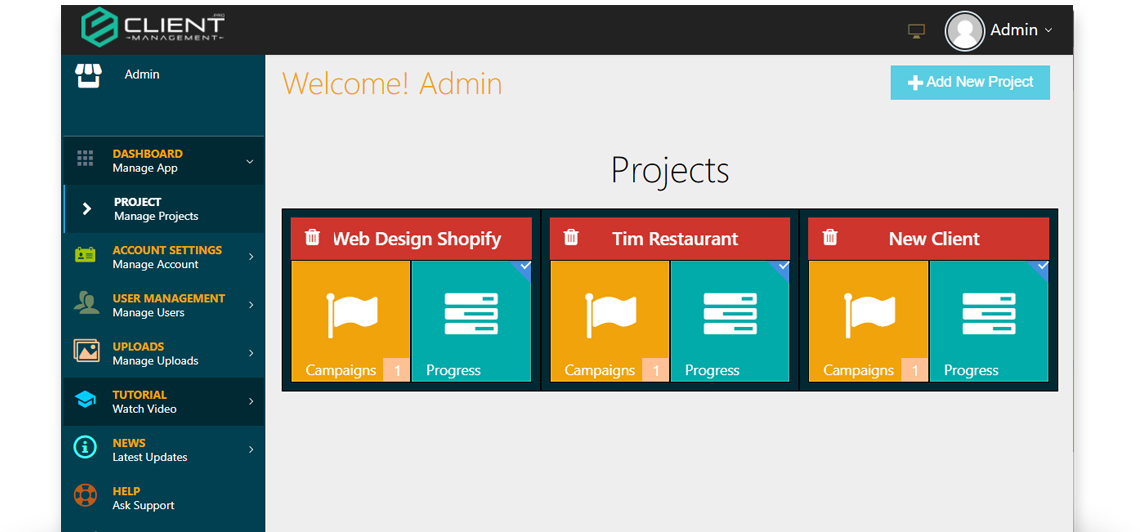 CLIENT PRO
-MANAGEMENT-
Admin
Admin
Welcome! Admin
Add New Project
DASHBOARD
Manage App
PROJECT
Manage Projects
ACCOUNT SETTINGS
Manage Account
USER MANAGEMENT
Manage Users
UPLOADS
Manage Uploads
TUTORIAL
Watch Video
NEWS
Latest Updates
HELP
Ask Support
Projects
Web Design Shopify
Campaigns 1
Progress
Tim Restaurant
Campaigns 1
Progress
New Client
Campaigns 1
Progress